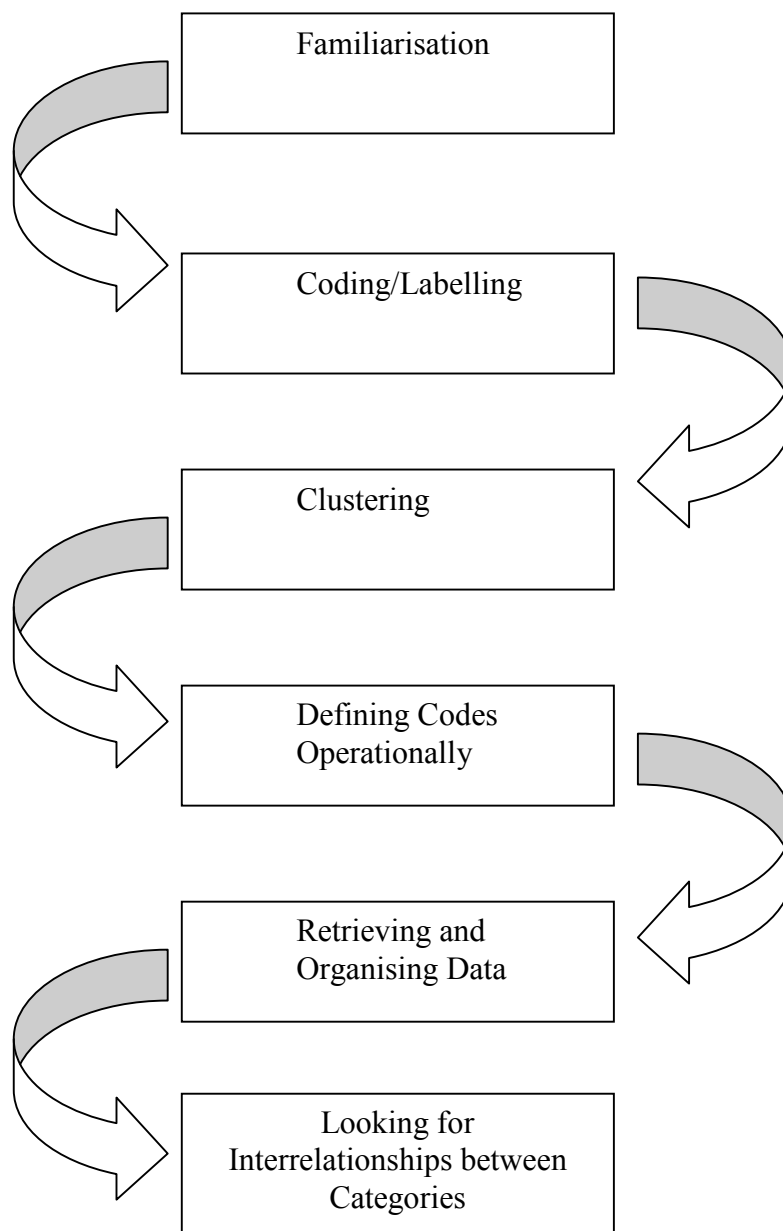 Familiarisation
Coding/Labelling
Clustering
Defining Codes
Operationally
Retrieving and
Organising Data
Looking for
Interrelationships between
Categories